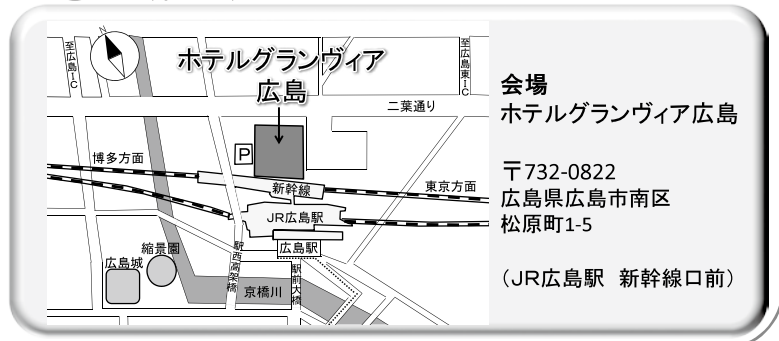 N
至広島IC
ホテルグランヴィア
広島
至広島東IC
二葉通り
P
博多方面
新幹線
東京方面
JR広島駅
広島駅
縮景園
広島城
駅西高架橋
駅前大橋
京橋川
会場
ホテルグランヴィア広島
〒732-0822
広島県広島市南区
松原町1-5
（JR広島駅　新幹線口前）